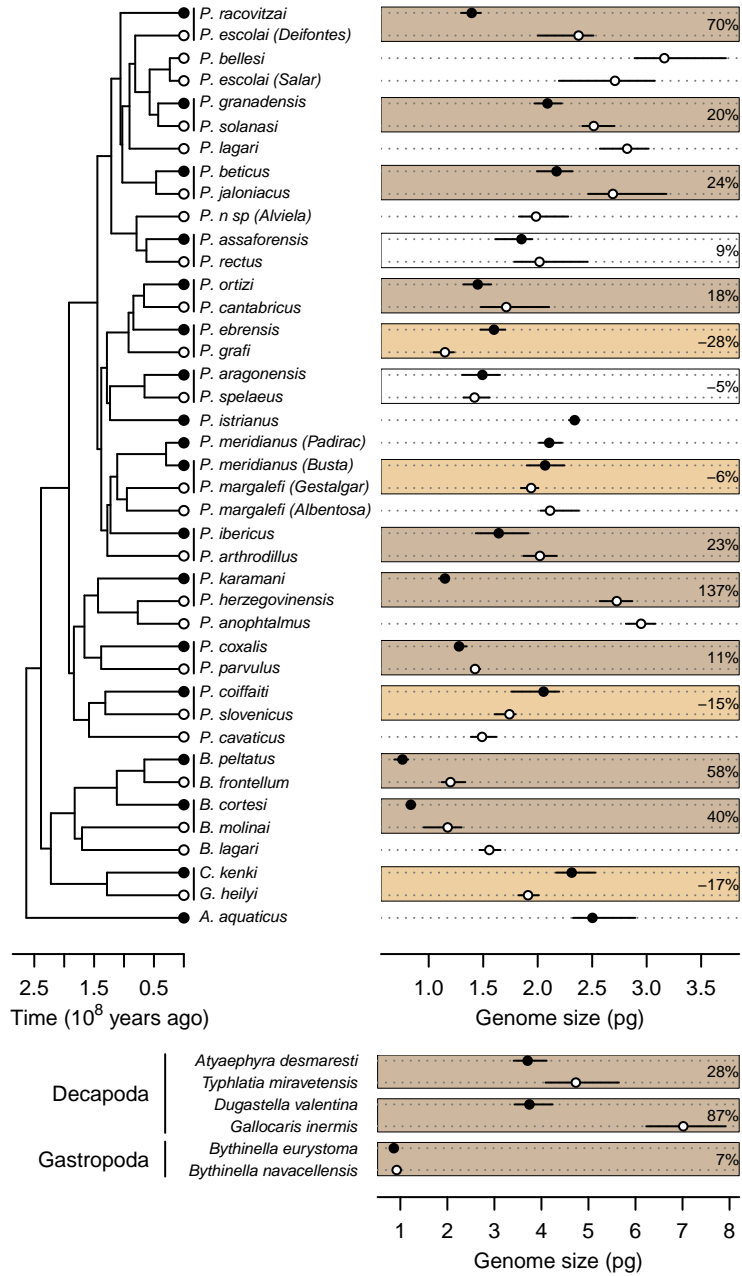 P. racovitzai
P. escolai (Deifontes)
70%
P. bellesi
P. escolai (Salar)
P. granadensis
P. solanasi
20%
P. lagari
P. beticus
P. jaloniacus
24%
P. n sp (Alviela)
P. assaforensis
P. rectus
9%
P. ortizi
P. cantabricus
18%
P. ebrensis
P. grafi
−28%
P. aragonensis
P. spelaeus
−5%
P. istrianus
P. meridianus (Padirac)
P. meridianus (Busta)
P. margalefi (Gestalgar)
−6%
P. margalefi (Albentosa)
P. ibericus
P. arthrodillus
23%
P. karamani
P. herzegovinensis
137%
P. anophtalmus
P. coxalis
P. parvulus
11%
P. coiffaiti
P. slovenicus
−15%
P. cavaticus
B. peltatus
B. frontellum
58%
B. cortesi
B. molinai
40%
B. lagari
C. kenki
G. heilyi
−17%
A. aquaticus
2.5 1.5 0.5
Time (10⁸ years ago)
1.0 1.5 2.0 2.5 3.0 3.5
Genome size (pg)
Decapoda
Atyaephyra desmaresti
Typhlatia miravetensis
28%
Dugastella valentina
Gallocaris inermis
87%
Gastropoda
Bythinella eurystoma
Bythinella navacellensis
7%
1 2 3 4 5 6 7 8
Genome size (pg)